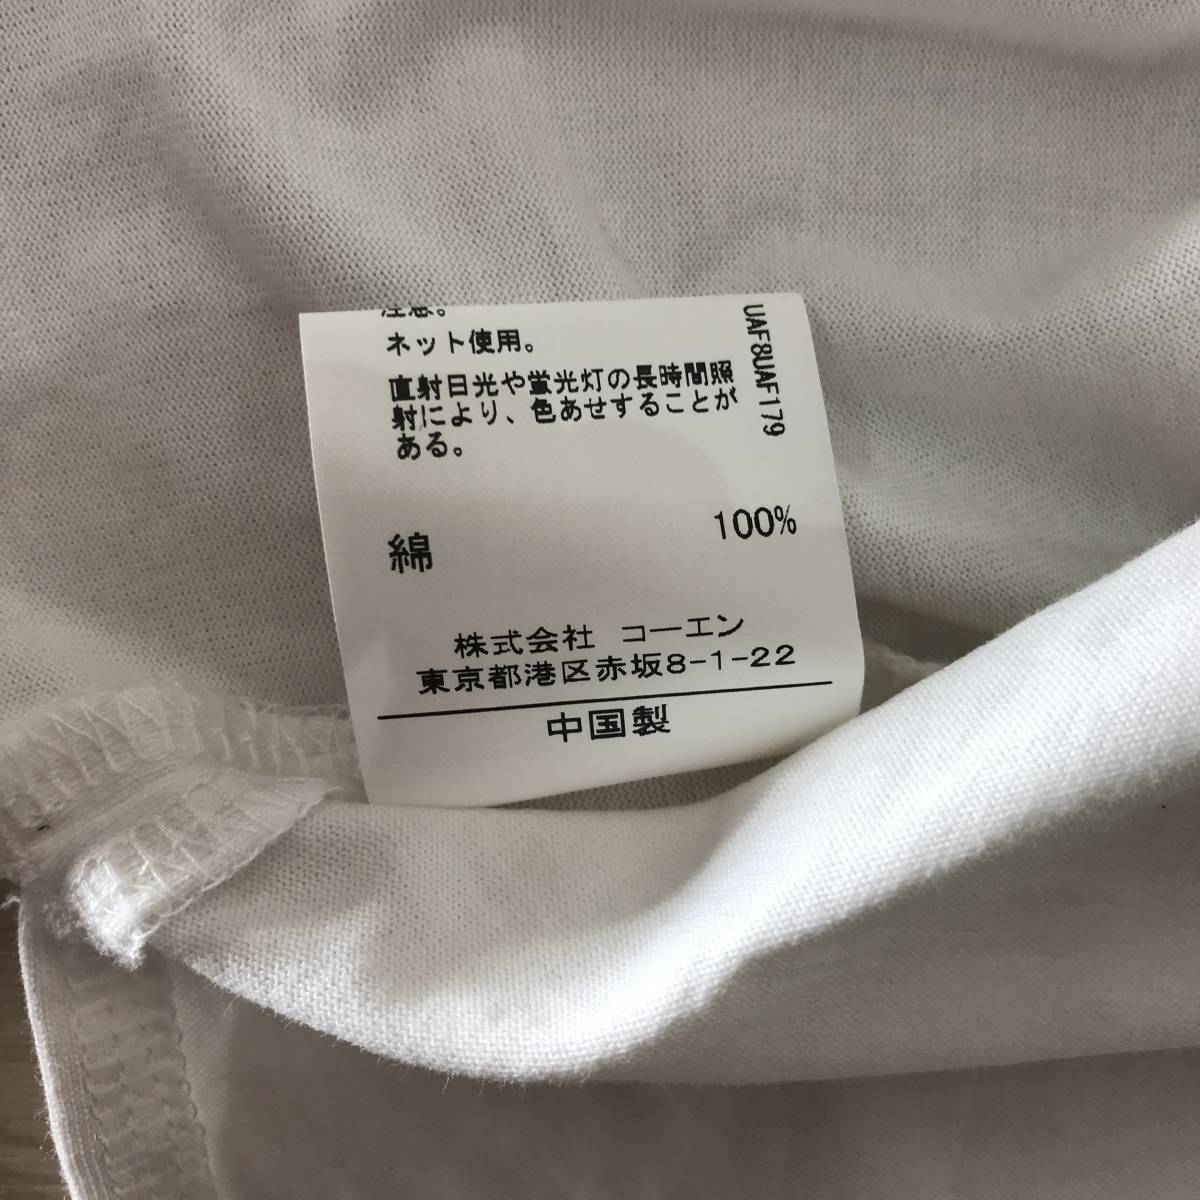 注意。
ネット使用。
直射日光や蛍光灯の長時間照
射により、色あせすることが
ある。
UAF8UAF179
綿 100%
株式会社 コーエン
東京都港区赤坂8-1-22
中国製